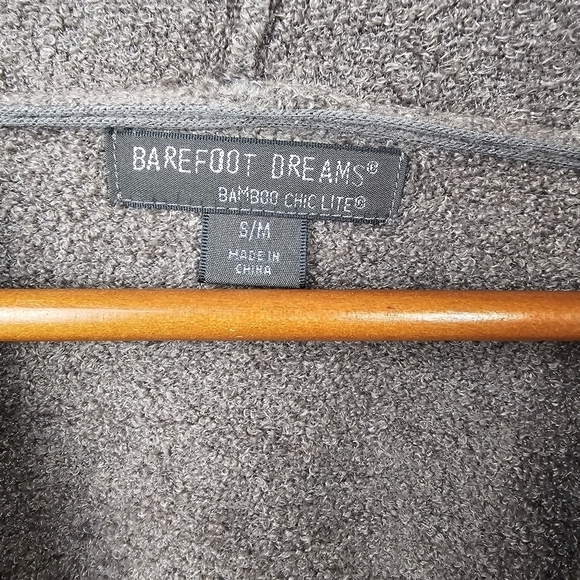 BAREFOOT DREAMS®
BAMBOO CHIC LITE®
S/M
MADE IN
CHINA